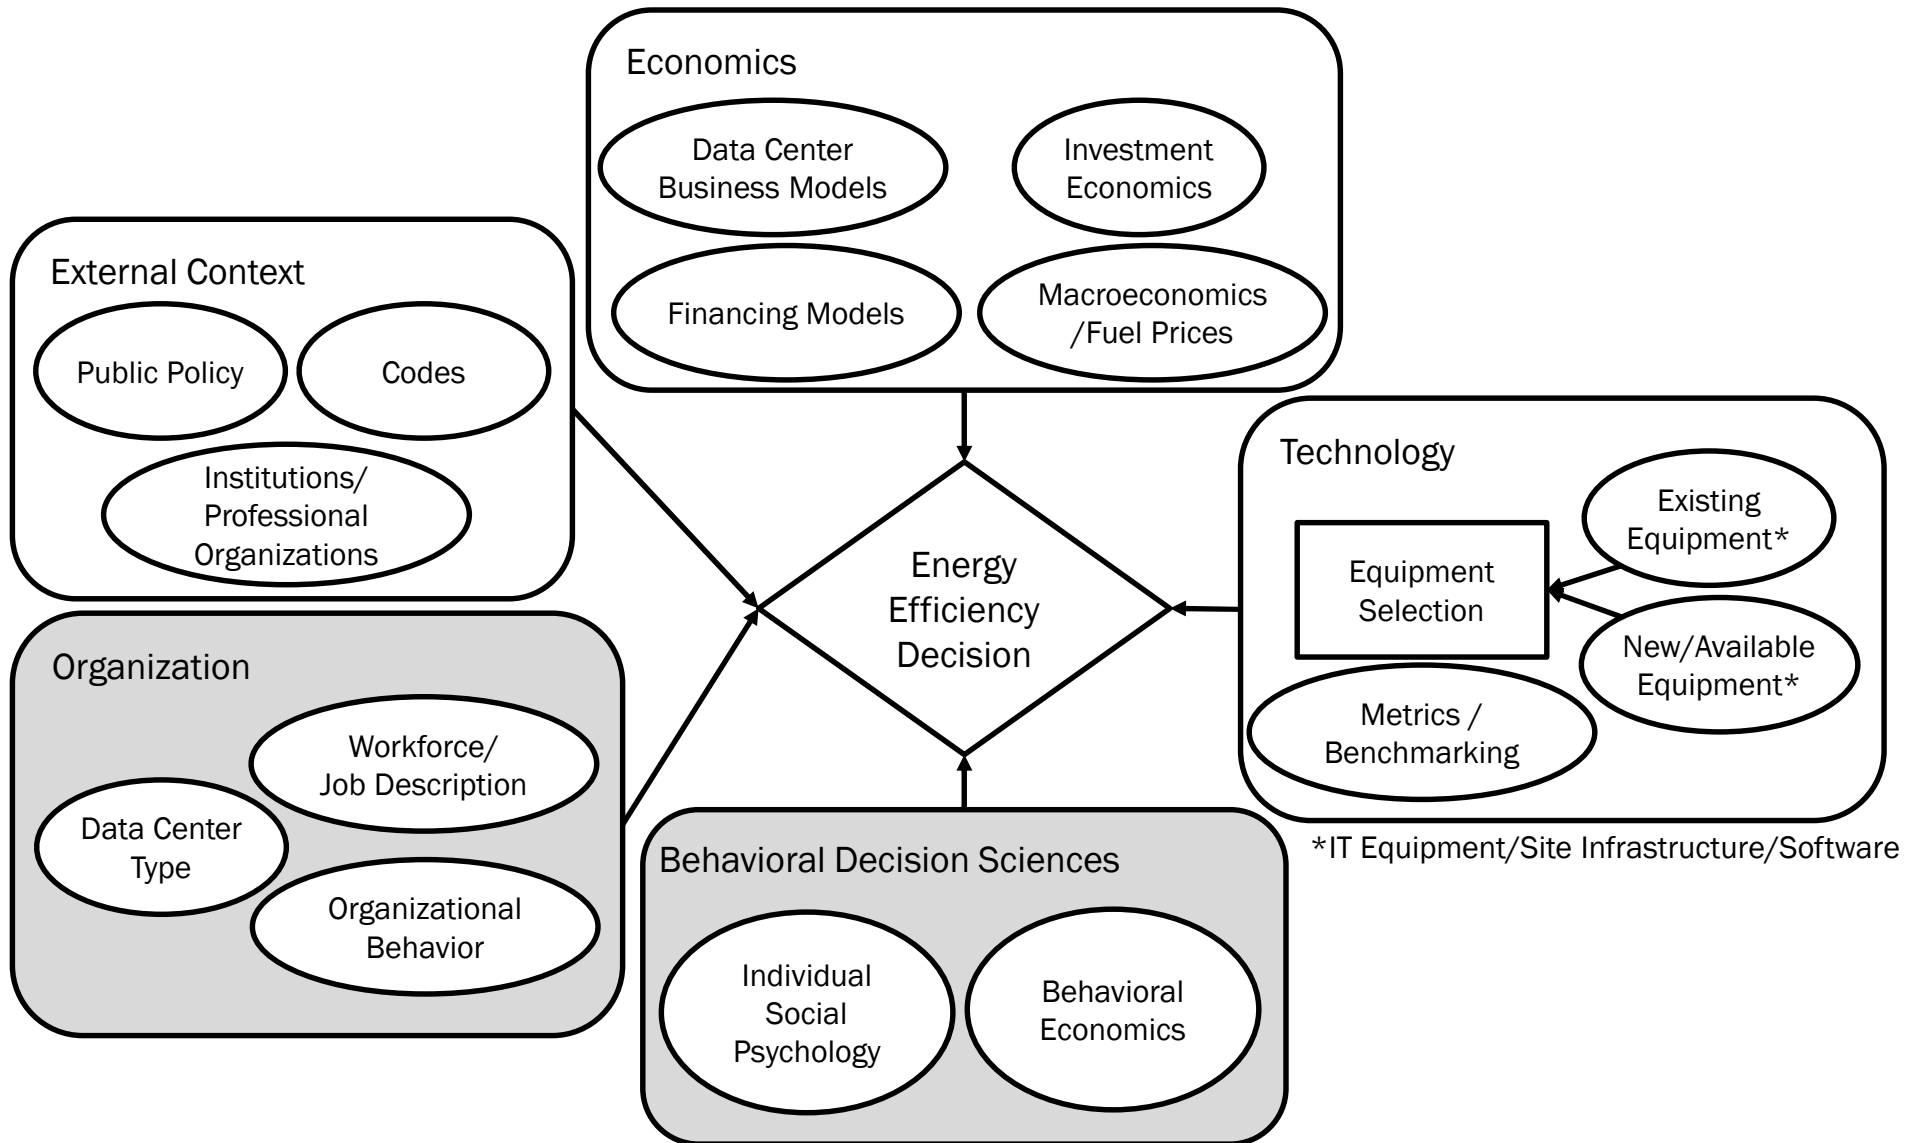 Economics
Data Center
Business Models
Investment
Economics
Financing Models
Macroeconomics
/Fuel Prices
External Context
Public Policy
Codes
Institutions/
Professional
Organizations
Technology
Existing
Equipment*
Equipment
Selection
New/Available
Equipment*
Metrics /
Benchmarking
*IT Equipment/Site Infrastructure/Software
Energy
Efficiency
Decision
Organization
Workforce/
Job Description
Data Center
Type
Organizational
Behavior
Behavioral Decision Sciences
Individual
Social
Psychology
Behavioral
Economics